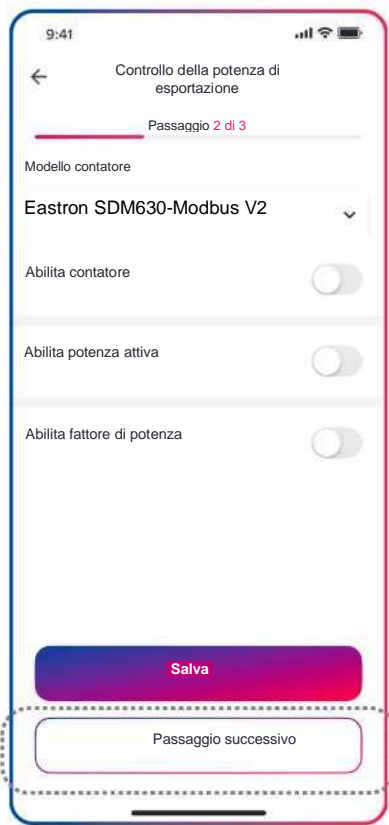 9:41
Controllo della potenza di
esportazione
Passaggio 2 di 3
Modello contatore
Eastron SDM630-Modbus V2
Abilita contatore
Abilita potenza attiva
Abilita fattore di potenza
Salva
Passaggio successivo